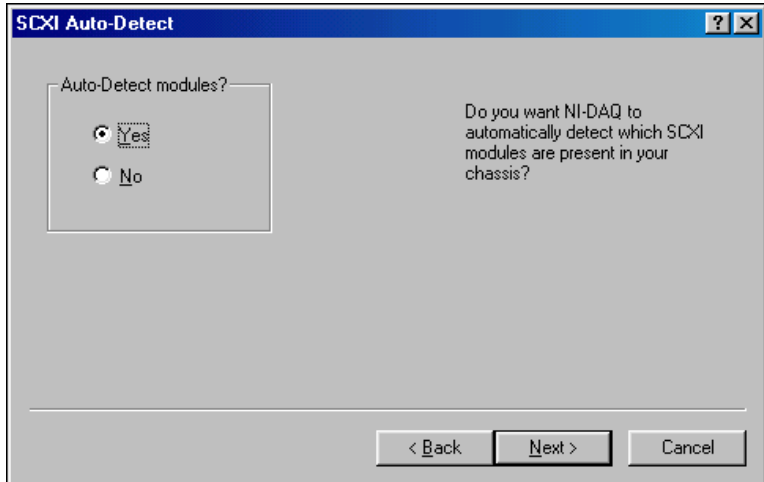 SCXI Auto-Detect
Auto-Detect modules?
Yes
No
Do you want NI-DAQ to
automatically detect which SCXI
modules are present in your
chassis?
< Back
Next >
Cancel